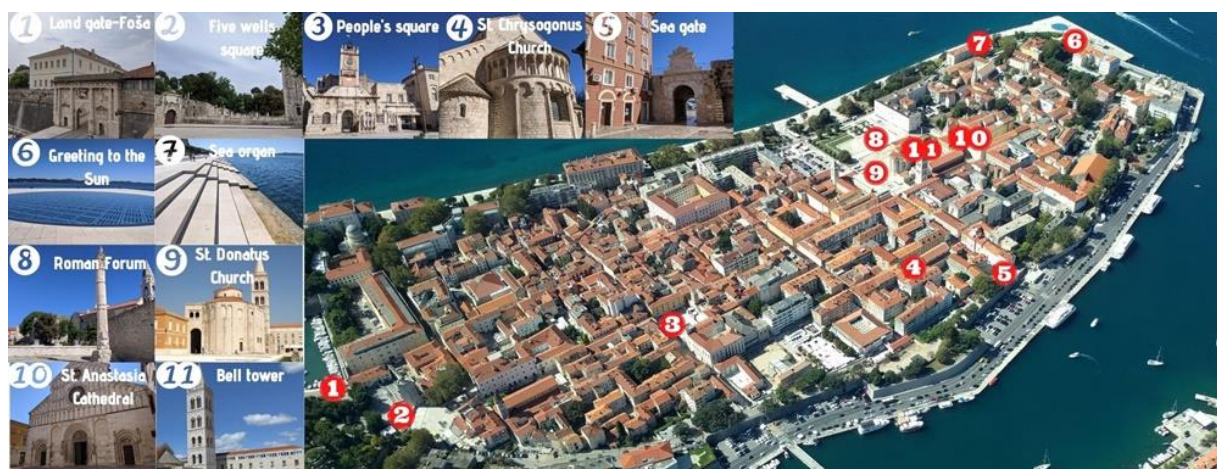 1 Land gate-Foša
2 Five wells
square
3 People's square
4 St. Chrysogonus
Church
5 Sea gate
6 Greeting to the
Sun
7 Sea organ
8 Roman Forum
9 St. Donatus
Church
10 St. Anastasia
Cathedral
11 Bell tower
7
6
8
11
10
9
4
5
3
1
2